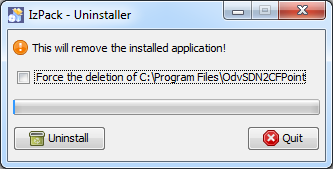 IzPack - Uninstaller
This will remove the installed application!
Force the deletion of C:\Program Files\OdvSDN2CFPoint
Uninstall
Quit